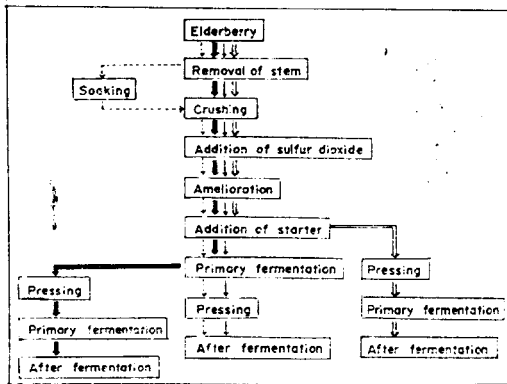 Elderberry
Removal of stem
Soaking
Crushing
Addition of sulfur dioxide
Amelioration
Addition of starter
Primary fermentation
Pressing
Pressing
Pressing
Primary fermentation
Primary fermentation
After fermentation
After fermentation
After fermentation